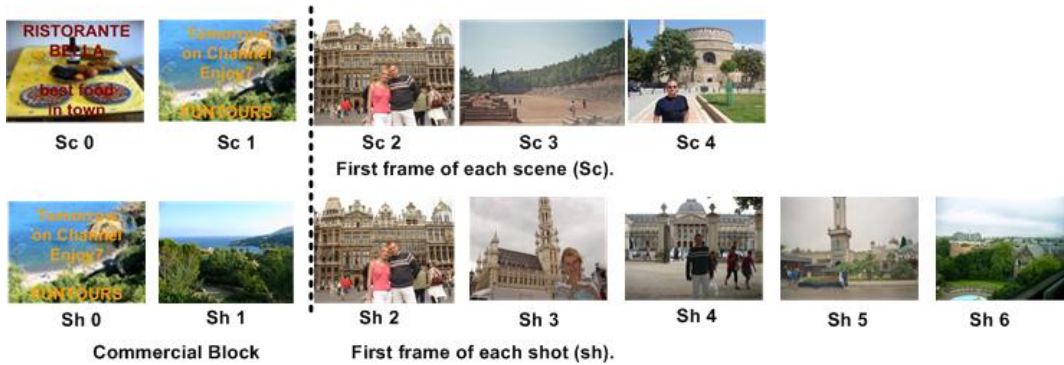 RISTORANTE
BELLA
best food
in town
Tomorrow
on Channel
Enjoy?
FUNTOURS
Sc 0
Sc 1
Sc 2
Sc 3
Sc 4
First frame of each scene (Sc).
Tomorrow
on Channel
Enjoy?
FUNTOURS
Sh 0
Sh 1
Sh 2
Sh 3
Sh 4
Sh 5
Sh 6
Commercial Block
First frame of each shot (sh).